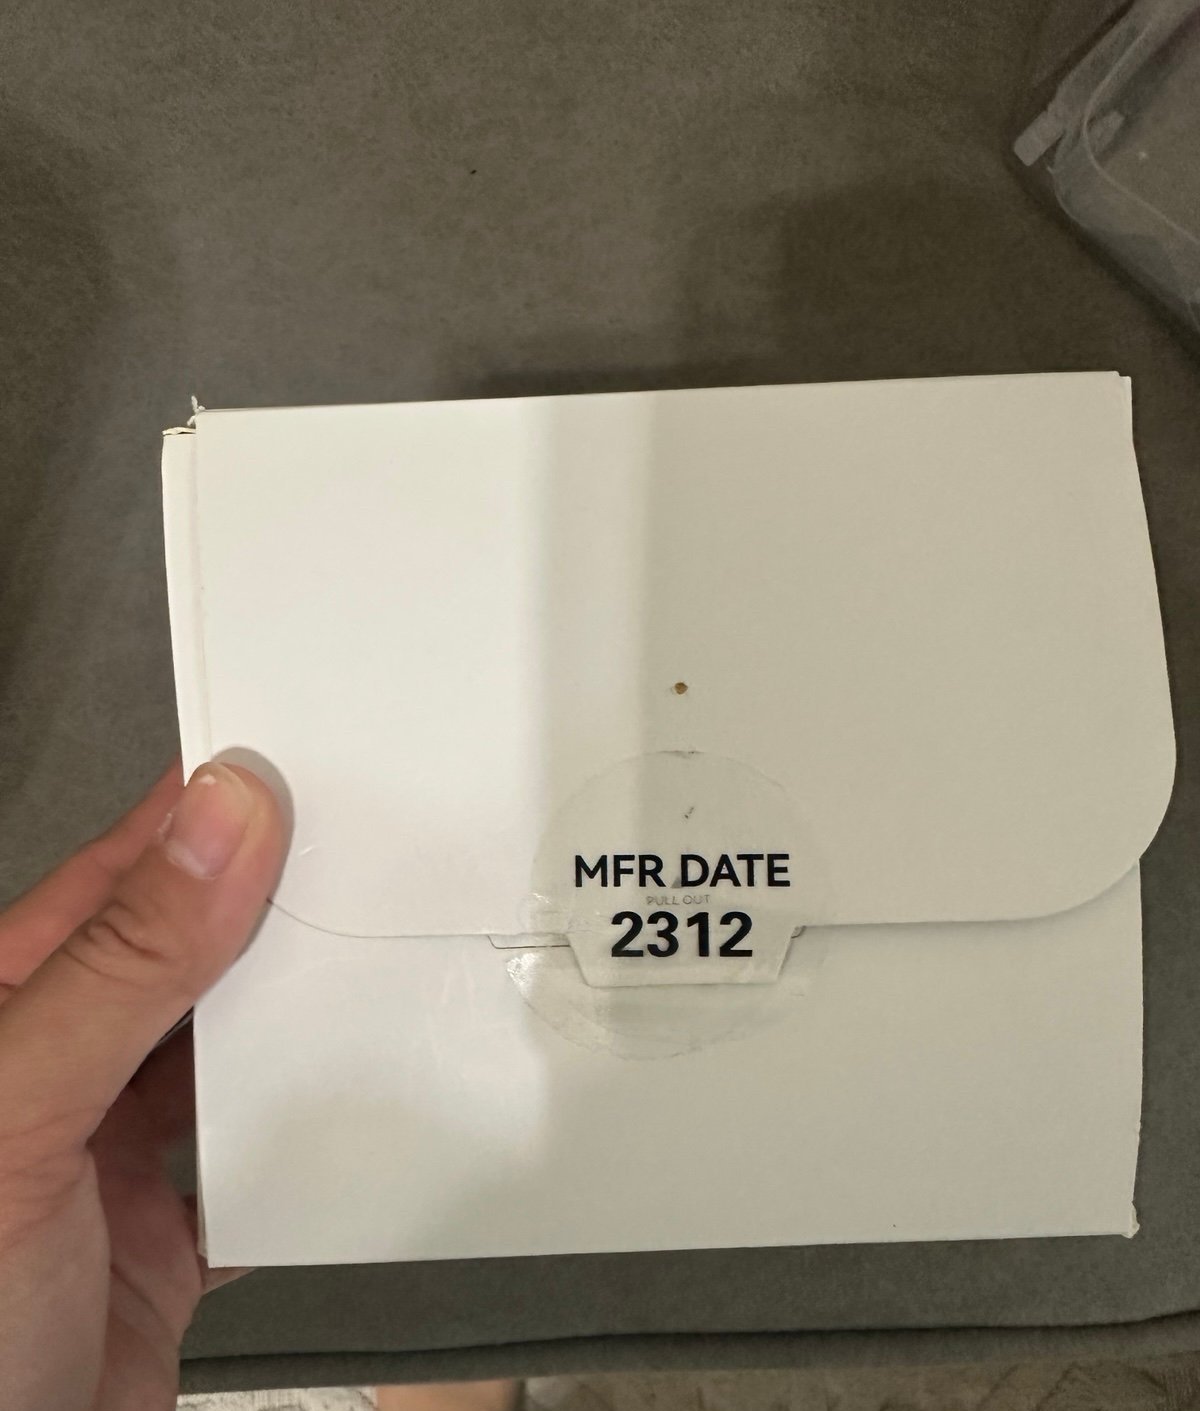 MFR DATE
PULL OUT
2312